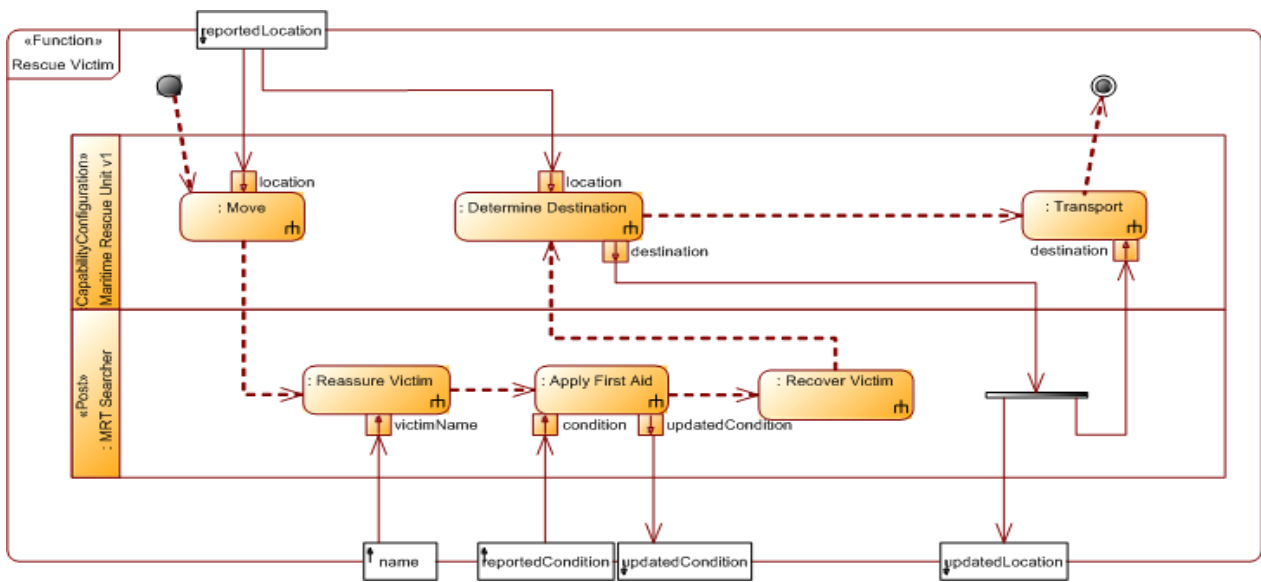 reportedLocation
«Function»
Rescue Victim
«CapabilityConfiguration»
Maritime Rescue Unit v1
location
: Move
location
: Determine Destination
destination
: Transport
destination
«Post»
: MRT Searcher
: Reassure Victim
victimName
: Apply First Aid
condition
updatedCondition
: Recover Victim
name
reportedCondition
updatedCondition
updatedLocation